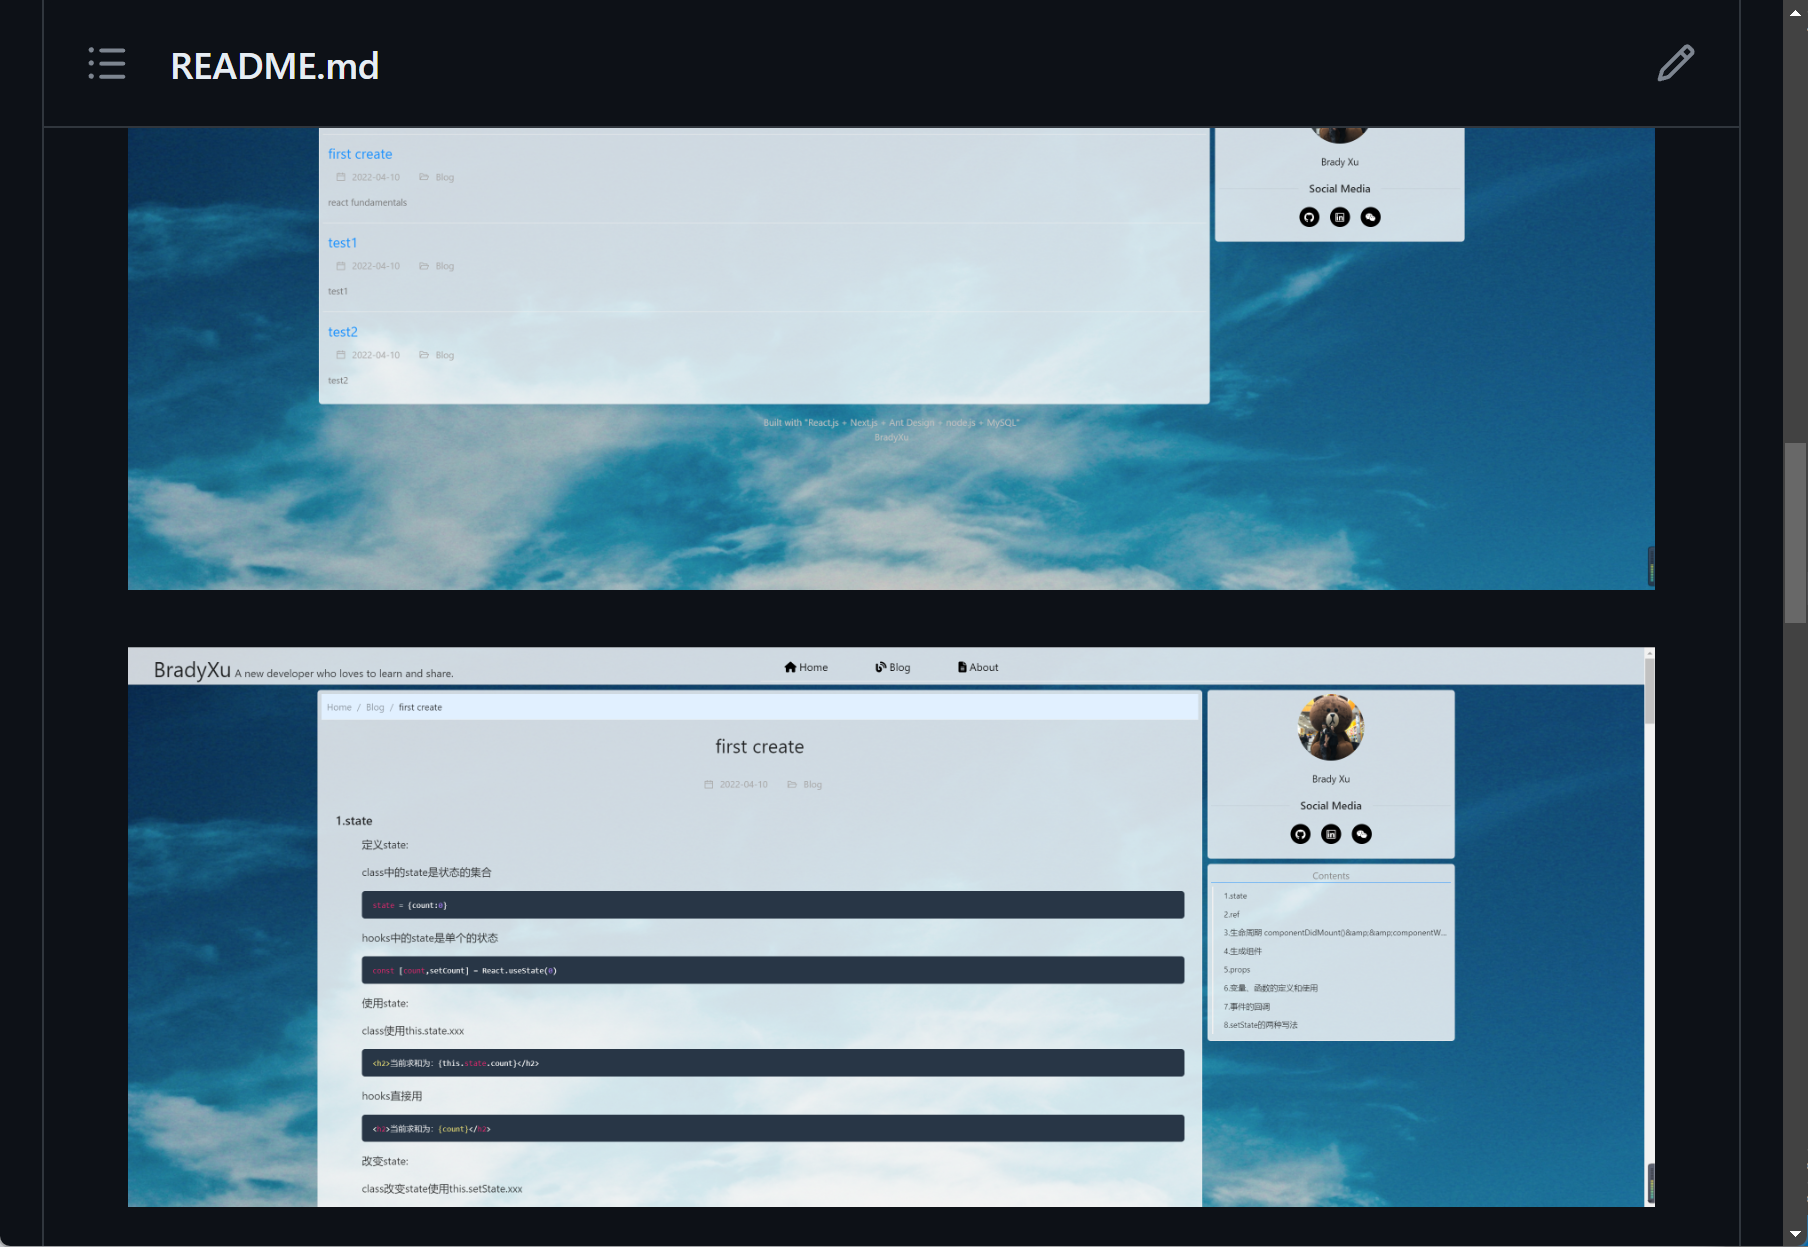 README.md
first create
2022-04-10 Blog
react fundamentals
test1
2022-04-10 Blog
test1
test2
2022-04-10 Blog
test2
Brady Xu
Social Media
Built with "React.js + Next.js + Ant Design + node.js + MySQL"
BradyXu
BradyXu A new developer who loves to learn and share.
Home Blog About
Home / Blog / first create
first create
2022-04-10 Blog
1.state
定义state:
class中的state是状态的集合
state = {count:0}
hooks中的state是单个的状态
const [count,setCount] = React.useState(0)
使用state:
class使用this.state.xxx
<h2>当前求和为: {this.state.count}</h2>
hooks直接用
<h2>当前求和为: {count}</h2>
改变state:
class改变state使用this.setState.xxx
Brady Xu
Social Media
Contents
1.state
2.ref
3.生命周期 componentDidMount()&amp;&amp;componentW...
4.生成组件
5.props
6.变量、函数的定义和使用
7.事件的回调
8.setState的两种写法